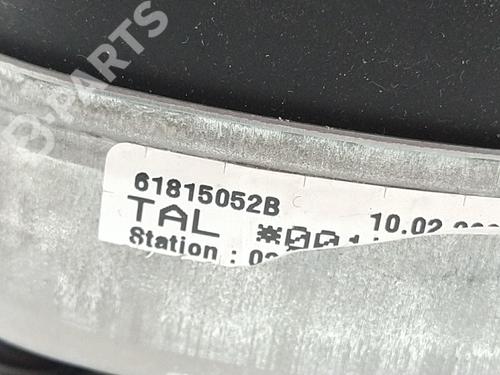 B-PARTS
61815052B
10.02
TAL
Station :